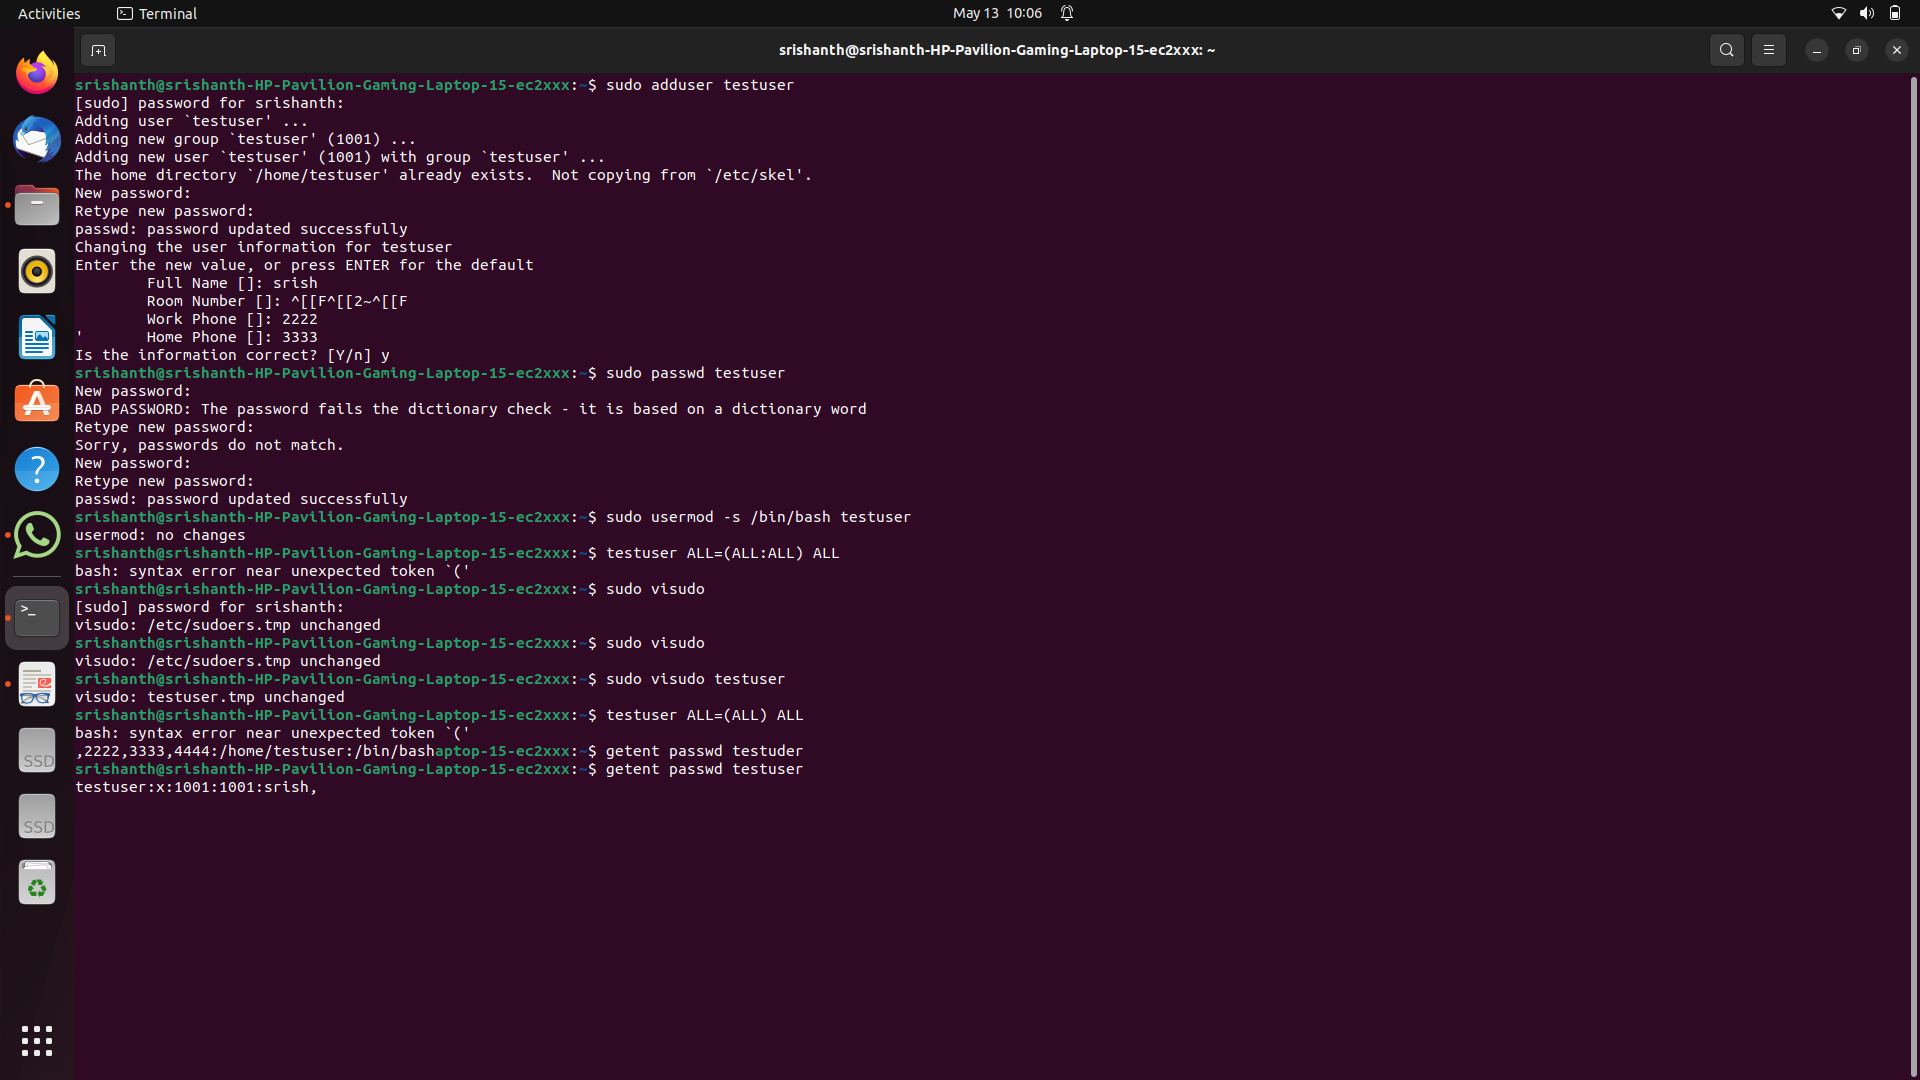 Activities
Terminal
May 13 10:06
srishanth@srishanth-HP-Pavilion-Gaming-Laptop-15-ec2xxx: ~
srishanth@srishanth-HP-Pavilion-Gaming-Laptop-15-ec2xxx:~$ sudo adduser testuser
[sudo] password for srishanth:
Adding user `testuser' ...
Adding new group `testuser' (1001) ...
Adding new user `testuser' (1001) with group `testuser' ...
The home directory `/home/testuser' already exists.  Not copying from `/etc/skel'.
New password:
Retype new password:
passwd: password updated successfully
Changing the user information for testuser
Enter the new value, or press ENTER for the default
        Full Name []: srish
        Room Number []: ^[[F^[[2~^[[F
        Work Phone []: 2222
'       Home Phone []: 3333
Is the information correct? [Y/n] y
srishanth@srishanth-HP-Pavilion-Gaming-Laptop-15-ec2xxx:~$ sudo passwd testuser
New password:
BAD PASSWORD: The password fails the dictionary check - it is based on a dictionary word
Retype new password:
Sorry, passwords do not match.
New password:
Retype new password:
passwd: password updated successfully
srishanth@srishanth-HP-Pavilion-Gaming-Laptop-15-ec2xxx:~$ sudo usermod -s /bin/bash testuser
usermod: no changes
srishanth@srishanth-HP-Pavilion-Gaming-Laptop-15-ec2xxx:~$ testuser ALL=(ALL:ALL) ALL
bash: syntax error near unexpected token `('
srishanth@srishanth-HP-Pavilion-Gaming-Laptop-15-ec2xxx:~$ sudo visudo
[sudo] password for srishanth:
visudo: /etc/sudoers.tmp unchanged
srishanth@srishanth-HP-Pavilion-Gaming-Laptop-15-ec2xxx:~$ sudo visudo
visudo: /etc/sudoers.tmp unchanged
srishanth@srishanth-HP-Pavilion-Gaming-Laptop-15-ec2xxx:~$ sudo visudo testuser
visudo: testuser.tmp unchanged
srishanth@srishanth-HP-Pavilion-Gaming-Laptop-15-ec2xxx:~$ testuser ALL=(ALL) ALL
bash: syntax error near unexpected token `('
,2222,3333,4444:/home/testuser:/bin/bashaptop-15-ec2xxx:~$ getent passwd testuder
srishanth@srishanth-HP-Pavilion-Gaming-Laptop-15-ec2xxx:~$ getent passwd testuser
testuser:x:1001:1001:srish,
SSD
SSD